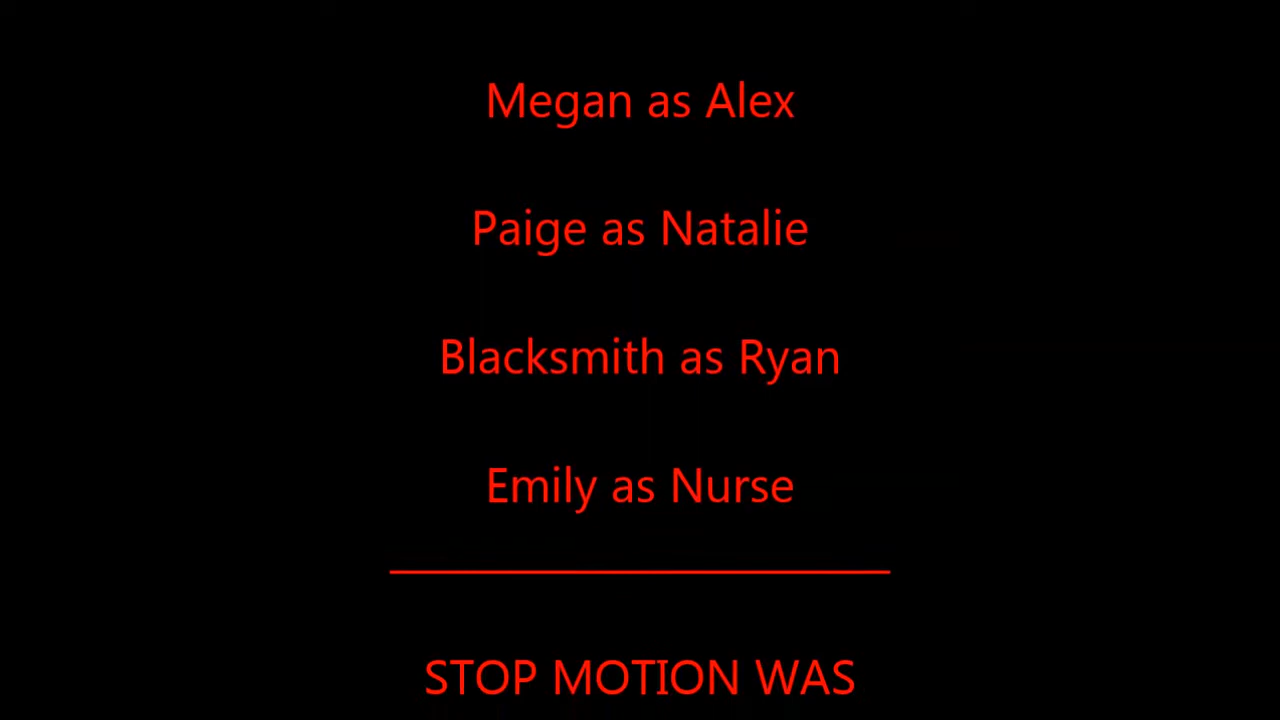 Megan as Alex
Paige as Natalie
Blacksmith as Ryan
Emily as Nurse
STOP MOTION WAS